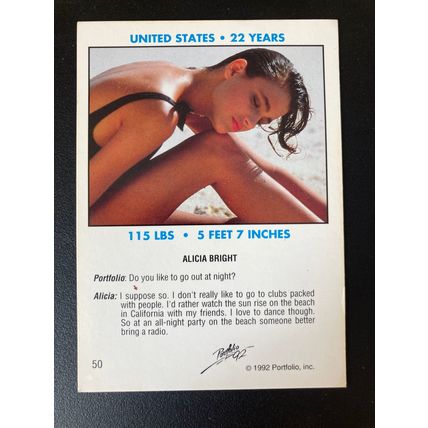 UNITED STATES • 22 YEARS
115 LBS • 5 FEET 7 INCHES
ALICIA BRIGHT
Portfolio: Do you like to go out at night?
Alicia: I suppose so. I don't really like to go to clubs packed
with people. I'd rather watch the sun rise on the beach
in California with my friends. I love to dance though.
So at an all-night party on the beach someone better
bring a radio.
50
Portfolio
92
© 1992 Portfolio, inc.